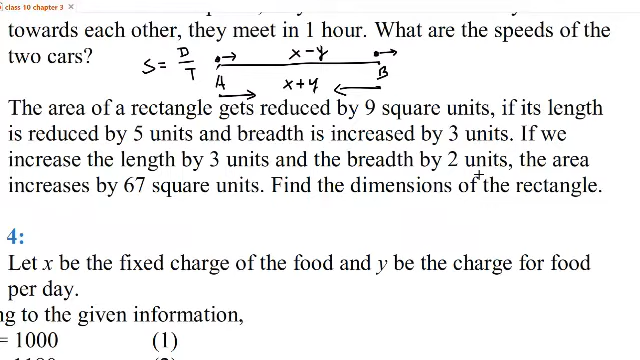 class 10 chapter 3
towards each other, they meet in 1 hour. What are the speeds of the
two cars?
S = D/T
x - y
A
B
x + y
The area of a rectangle gets reduced by 9 square units, if its length
is reduced by 5 units and breadth is increased by 3 units. If we
increase the length by 3 units and the breadth by 2 units, the area
increases by 67 square units. Find the dimensions of the rectangle.
4:
Let x be the fixed charge of the food and y be the charge for food
per day.
ng to the given information,
= 1000 (1)